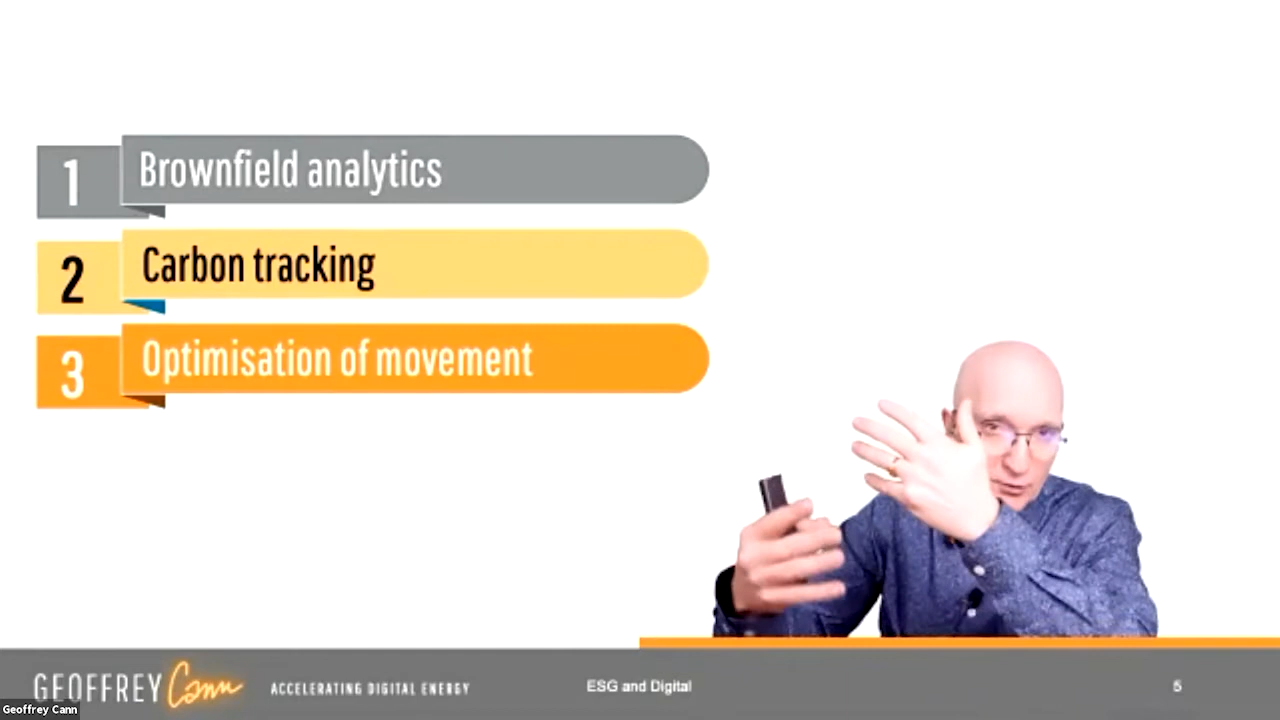 1 Brownfield analytics
2 Carbon tracking
3 Optimisation of movement
GEOFFREY Cann ACCELERATING DIGITAL ENERGY ESG and Digital 5
Geoffrey Cann